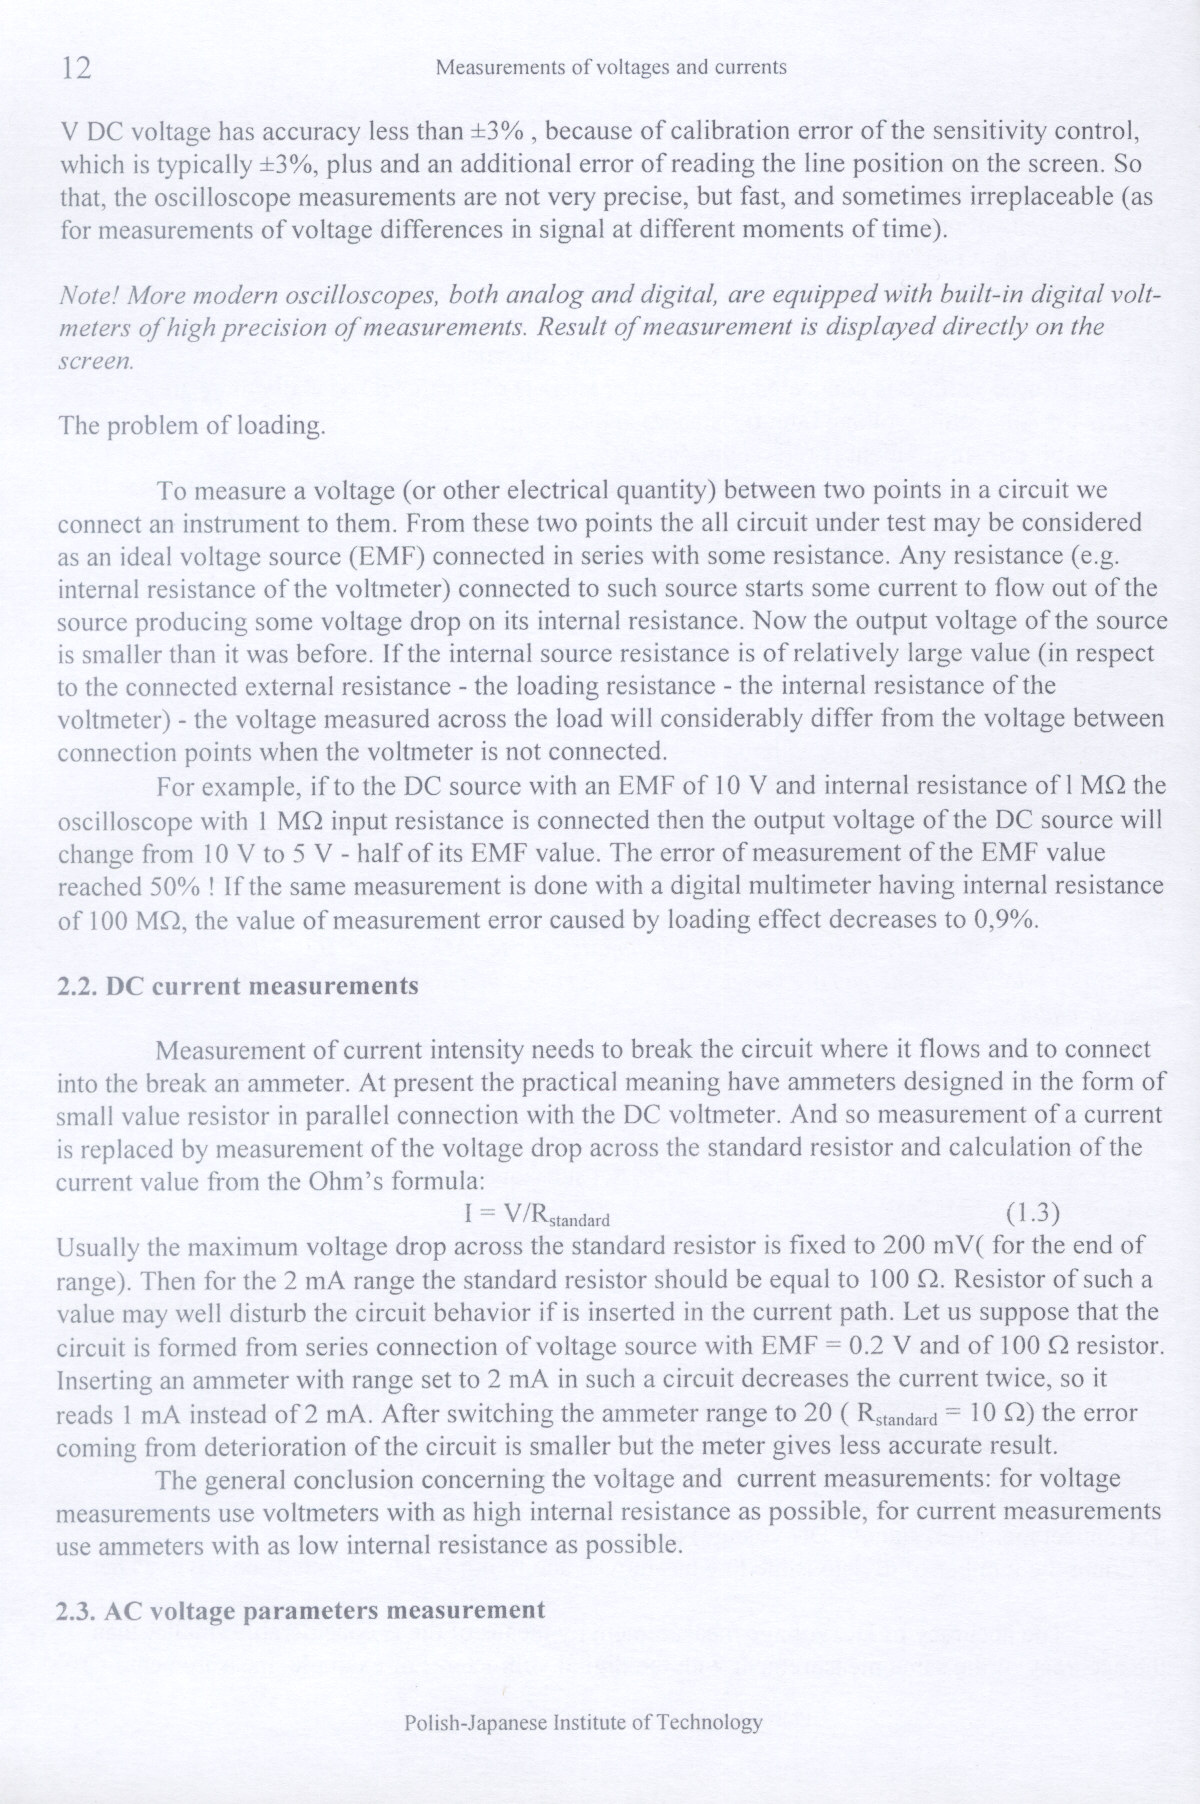 12
Measurements of voltages and currents
V DC voltage has accuracy less than ±3% , because of calibration error of the sensitivity control,
which is typically ±3%, plus and an additional error of reading the line position on the screen. So
that, the oscilloscope measurements are not very precise, but fast, and sometimes irreplaceable (as
for measurements of voltage differences in signal at different moments of time).
Note! More modern oscilloscopes, both analog and digital, are equipped with built-in digital volt-
meters of high precision of measurements. Result of measurement is displayed directly on the
screen.
The problem of loading.
To measure a voltage (or other electrical quantity) between two points in a circuit we
connect an instrument to them. From these two points the all circuit under test may be considered
as an ideal voltage source (EMF) connected in series with some resistance. Any resistance (e.g.
internal resistance of the voltmeter) connected to such source starts some current to flow out of the
source producing some voltage drop on its internal resistance. Now the output voltage of the source
is smaller than it was before. If the internal source resistance is of relatively large value (in respect
to the connected external resistance - the loading resistance - the internal resistance of the
voltmeter) - the voltage measured across the load will considerably differ from the voltage between
connection points when the voltmeter is not connected.
For example, if to the DC source with an EMF of 10 V and internal resistance of 1 MΩ the
oscilloscope with 1 MΩ input resistance is connected then the output voltage of the DC source will
change from 10 V to 5 V - half of its EMF value. The error of measurement of the EMF value
reached 50% ! If the same measurement is done with a digital multimeter having internal resistance
of 100 MΩ, the value of measurement error caused by loading effect decreases to 0,9%.
2.2. DC current measurements
Measurement of current intensity needs to break the circuit where it flows and to connect
into the break an ammeter. At present the practical meaning have ammeters designed in the form of
small value resistor in parallel connection with the DC voltmeter. And so measurement of a current
is replaced by measurement of the voltage drop across the standard resistor and calculation of the
current value from the Ohm's formula:
I = V/Rstandard (1.3)
Usually the maximum voltage drop across the standard resistor is fixed to 200 mV( for the end of
range). Then for the 2 mA range the standard resistor should be equal to 100 Ω. Resistor of such a
value may well disturb the circuit behavior if is inserted in the current path. Let us suppose that the
circuit is formed from series connection of voltage source with EMF = 0.2 V and of 100 Ω resistor.
Inserting an ammeter with range set to 2 mA in such a circuit decreases the current twice, so it
reads 1 mA instead of 2 mA. After switching the ammeter range to 20 ( Rstandard = 10 Ω) the error
coming from deterioration of the circuit is smaller but the meter gives less accurate result.
The general conclusion concerning the voltage and current measurements: for voltage
measurements use voltmeters with as high internal resistance as possible, for current measurements
use ammeters with as low internal resistance as possible.
2.3. AC voltage parameters measurement
Polish-Japanese Institute of Technology